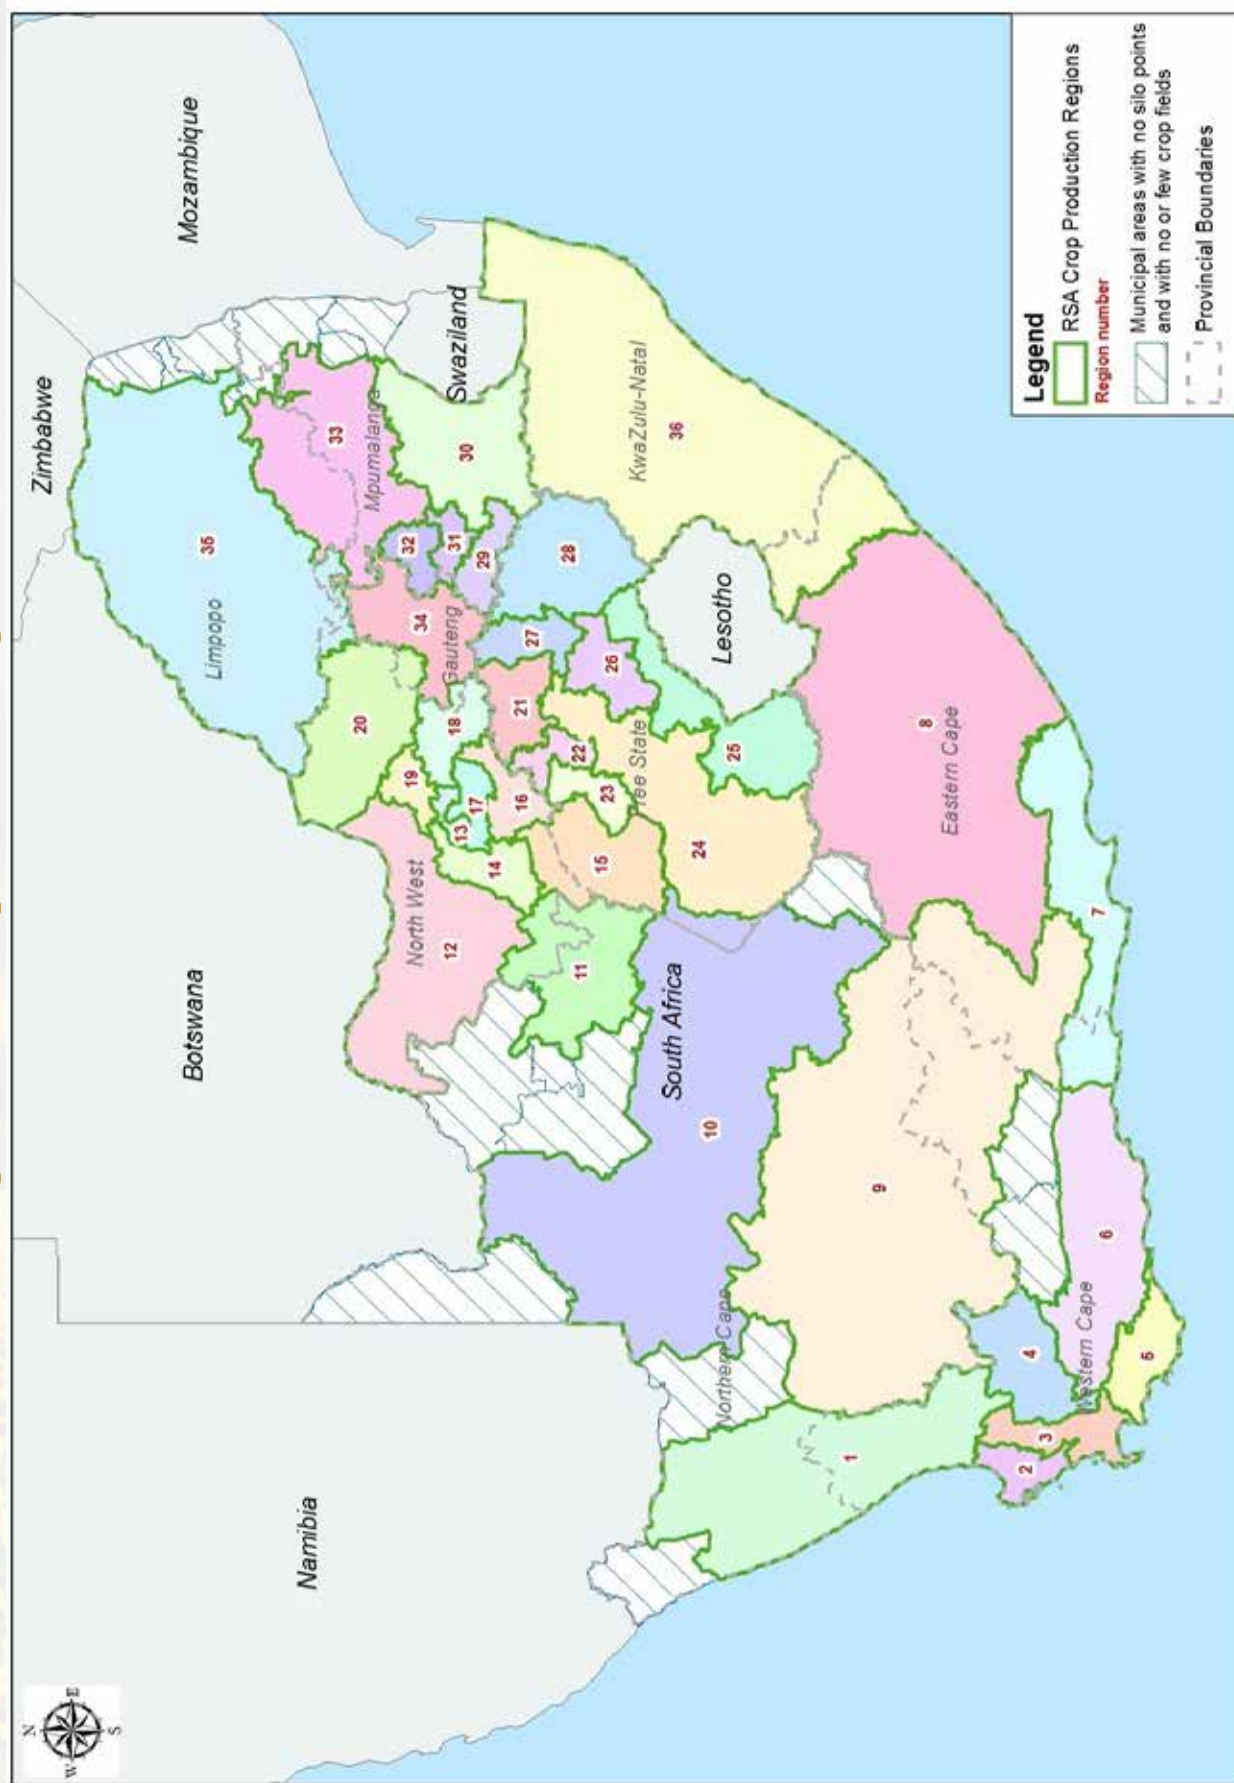 N
W
E
S
Zimbabwe
Mozambique
Botswana
Namibia
Swaziland
Lesotho
South Africa
Limpopo
Mpumalanga
Gauteng
North West
Free State
KwaZulu-Natal
Northern Cape
Eastern Cape
Western Cape
1
2
3
4
5
6
7
8
9
10
11
12
13
14
15
16
17
18
19
20
21
22
23
24
25
26
27
28
29
30
31
32
33
34
35
36
Legend
RSA Crop Production Regions
Region number
Municipal areas with no silo points
and with no or few crop fields
Provincial Boundaries